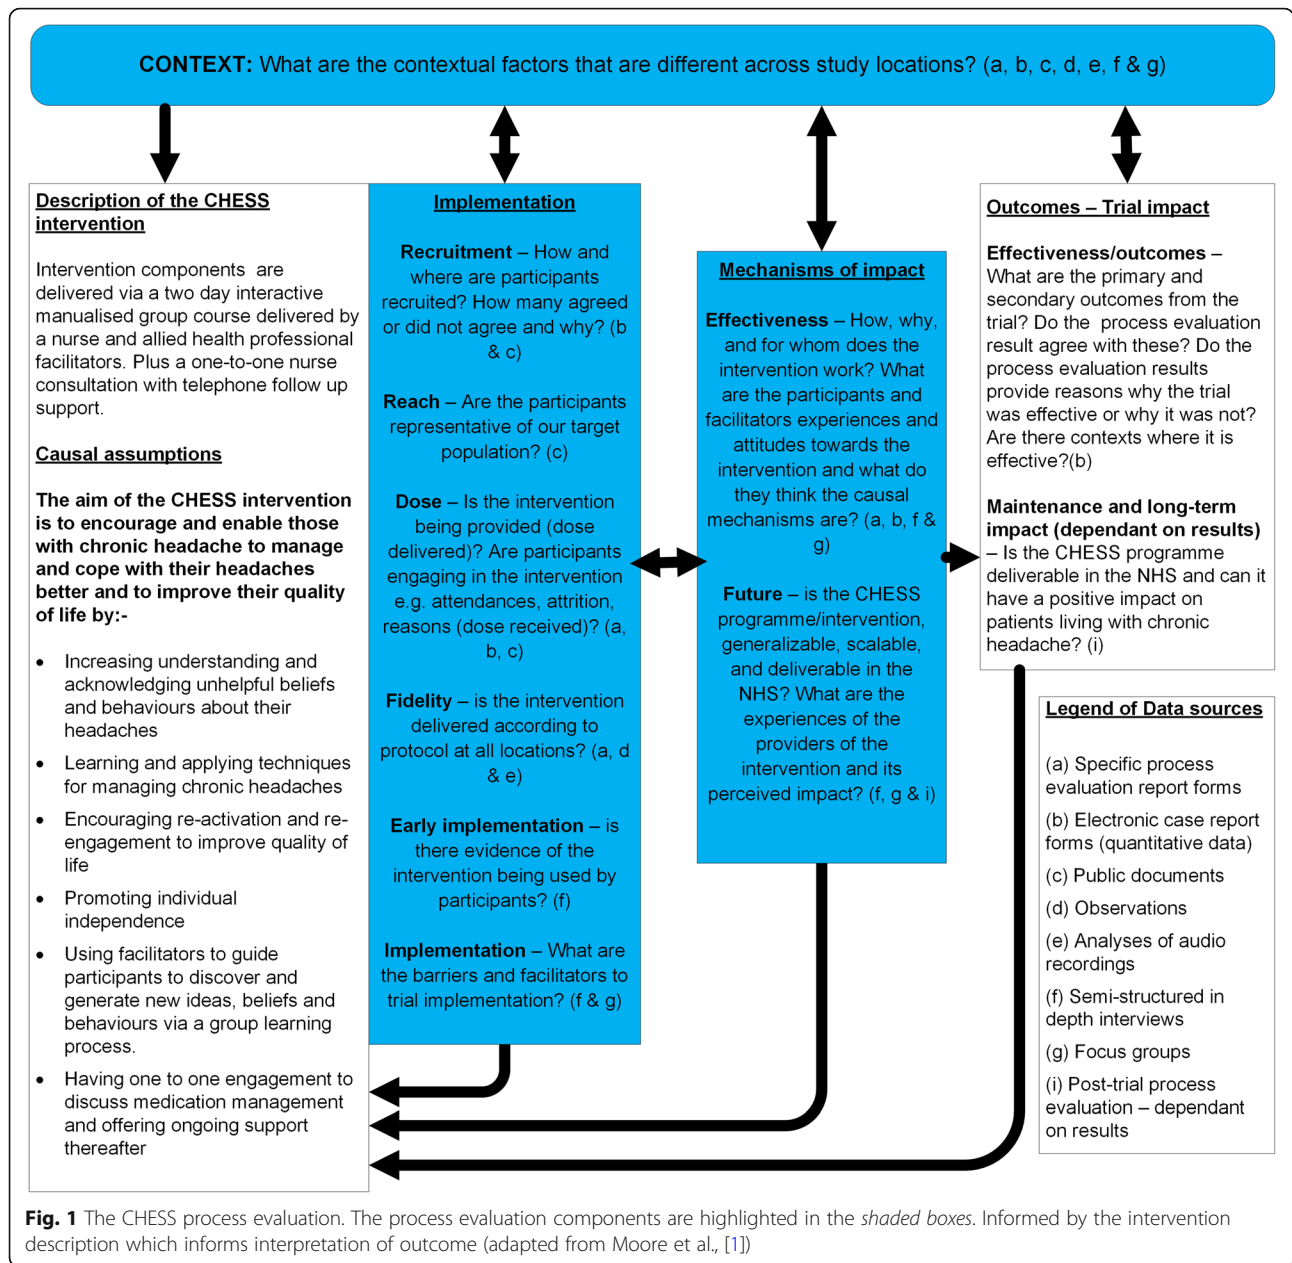 CONTEXT: What are the contextual factors that are different across study locations? (a, b, c, d, e, f & g)
Description of the CHESS
intervention
Intervention components  are
delivered via a two day interactive
manualised group course delivered by
a nurse and allied health professional
facilitators. Plus a one-to-one nurse
consultation with telephone follow up
support.
Causal assumptions
The aim of the CHESS intervention
is to encourage and enable those
with chronic headache to manage
and cope with their headaches
better and to improve their quality
of life by:-
• Increasing understanding and
acknowledging unhelpful beliefs
and behaviours about their
headaches
• Learning and applying techniques
for managing chronic headaches
• Encouraging re-activation and re-
engagement to improve quality of
life
• Promoting individual
independence
• Using facilitators to guide
participants to discover and
generate new ideas, beliefs and
behaviours via a group learning
process.
• Having one to one engagement to
discuss medication management
and offering ongoing support
thereafter
Implementation
Recruitment – How and
where are participants
recruited? How many agreed
or did not agree and why? (b
& c)
Reach – Are the participants
representative of our target
population? (c)
Dose – Is the intervention
being provided (dose
delivered)? Are participants
engaging in the intervention
e.g. attendances, attrition,
reasons (dose received)? (a,
b, c)
Fidelity – is the intervention
delivered according to
protocol at all locations? (a, d
& e)
Early implementation – is
there evidence of the
intervention being used by
participants? (f)
Implementation – What are
the barriers and facilitators to
trial implementation? (f & g)
Mechanisms of impact
Effectiveness – How, why,
and for whom does the
intervention work? What
are the participants and
facilitators experiences and
attitudes towards the
intervention and what do
they think the causal
mechanisms are? (a, b, f &
g)
Future – is the CHESS
programme/intervention,
generalizable, scalable,
and deliverable in the
NHS? What are the
experiences of the
providers of the
intervention and its
perceived impact? (f, g & i)
Outcomes – Trial impact
Effectiveness/outcomes –
What are the primary and
secondary outcomes from the
trial? Do the  process evaluation
result agree with these? Do the
process evaluation results
provide reasons why the trial
was effective or why it was not?
Are there contexts where it is
effective?(b)
Maintenance and long-term
impact (dependant on results)
– Is the CHESS programme
deliverable in the NHS and can it
have a positive impact on
patients living with chronic
headache? (i)
Legend of Data sources
(a) Specific process
evaluation report forms
(b) Electronic case report
forms (quantitative data)
(c) Public documents
(d) Observations
(e) Analyses of audio
recordings
(f) Semi-structured in
depth interviews
(g) Focus groups
(i) Post-trial process
evaluation – dependant
on results
Fig. 1 The CHESS process evaluation. The process evaluation components are highlighted in the shaded boxes. Informed by the intervention
description which informs interpretation of outcome (adapted from Moore et al., [1])